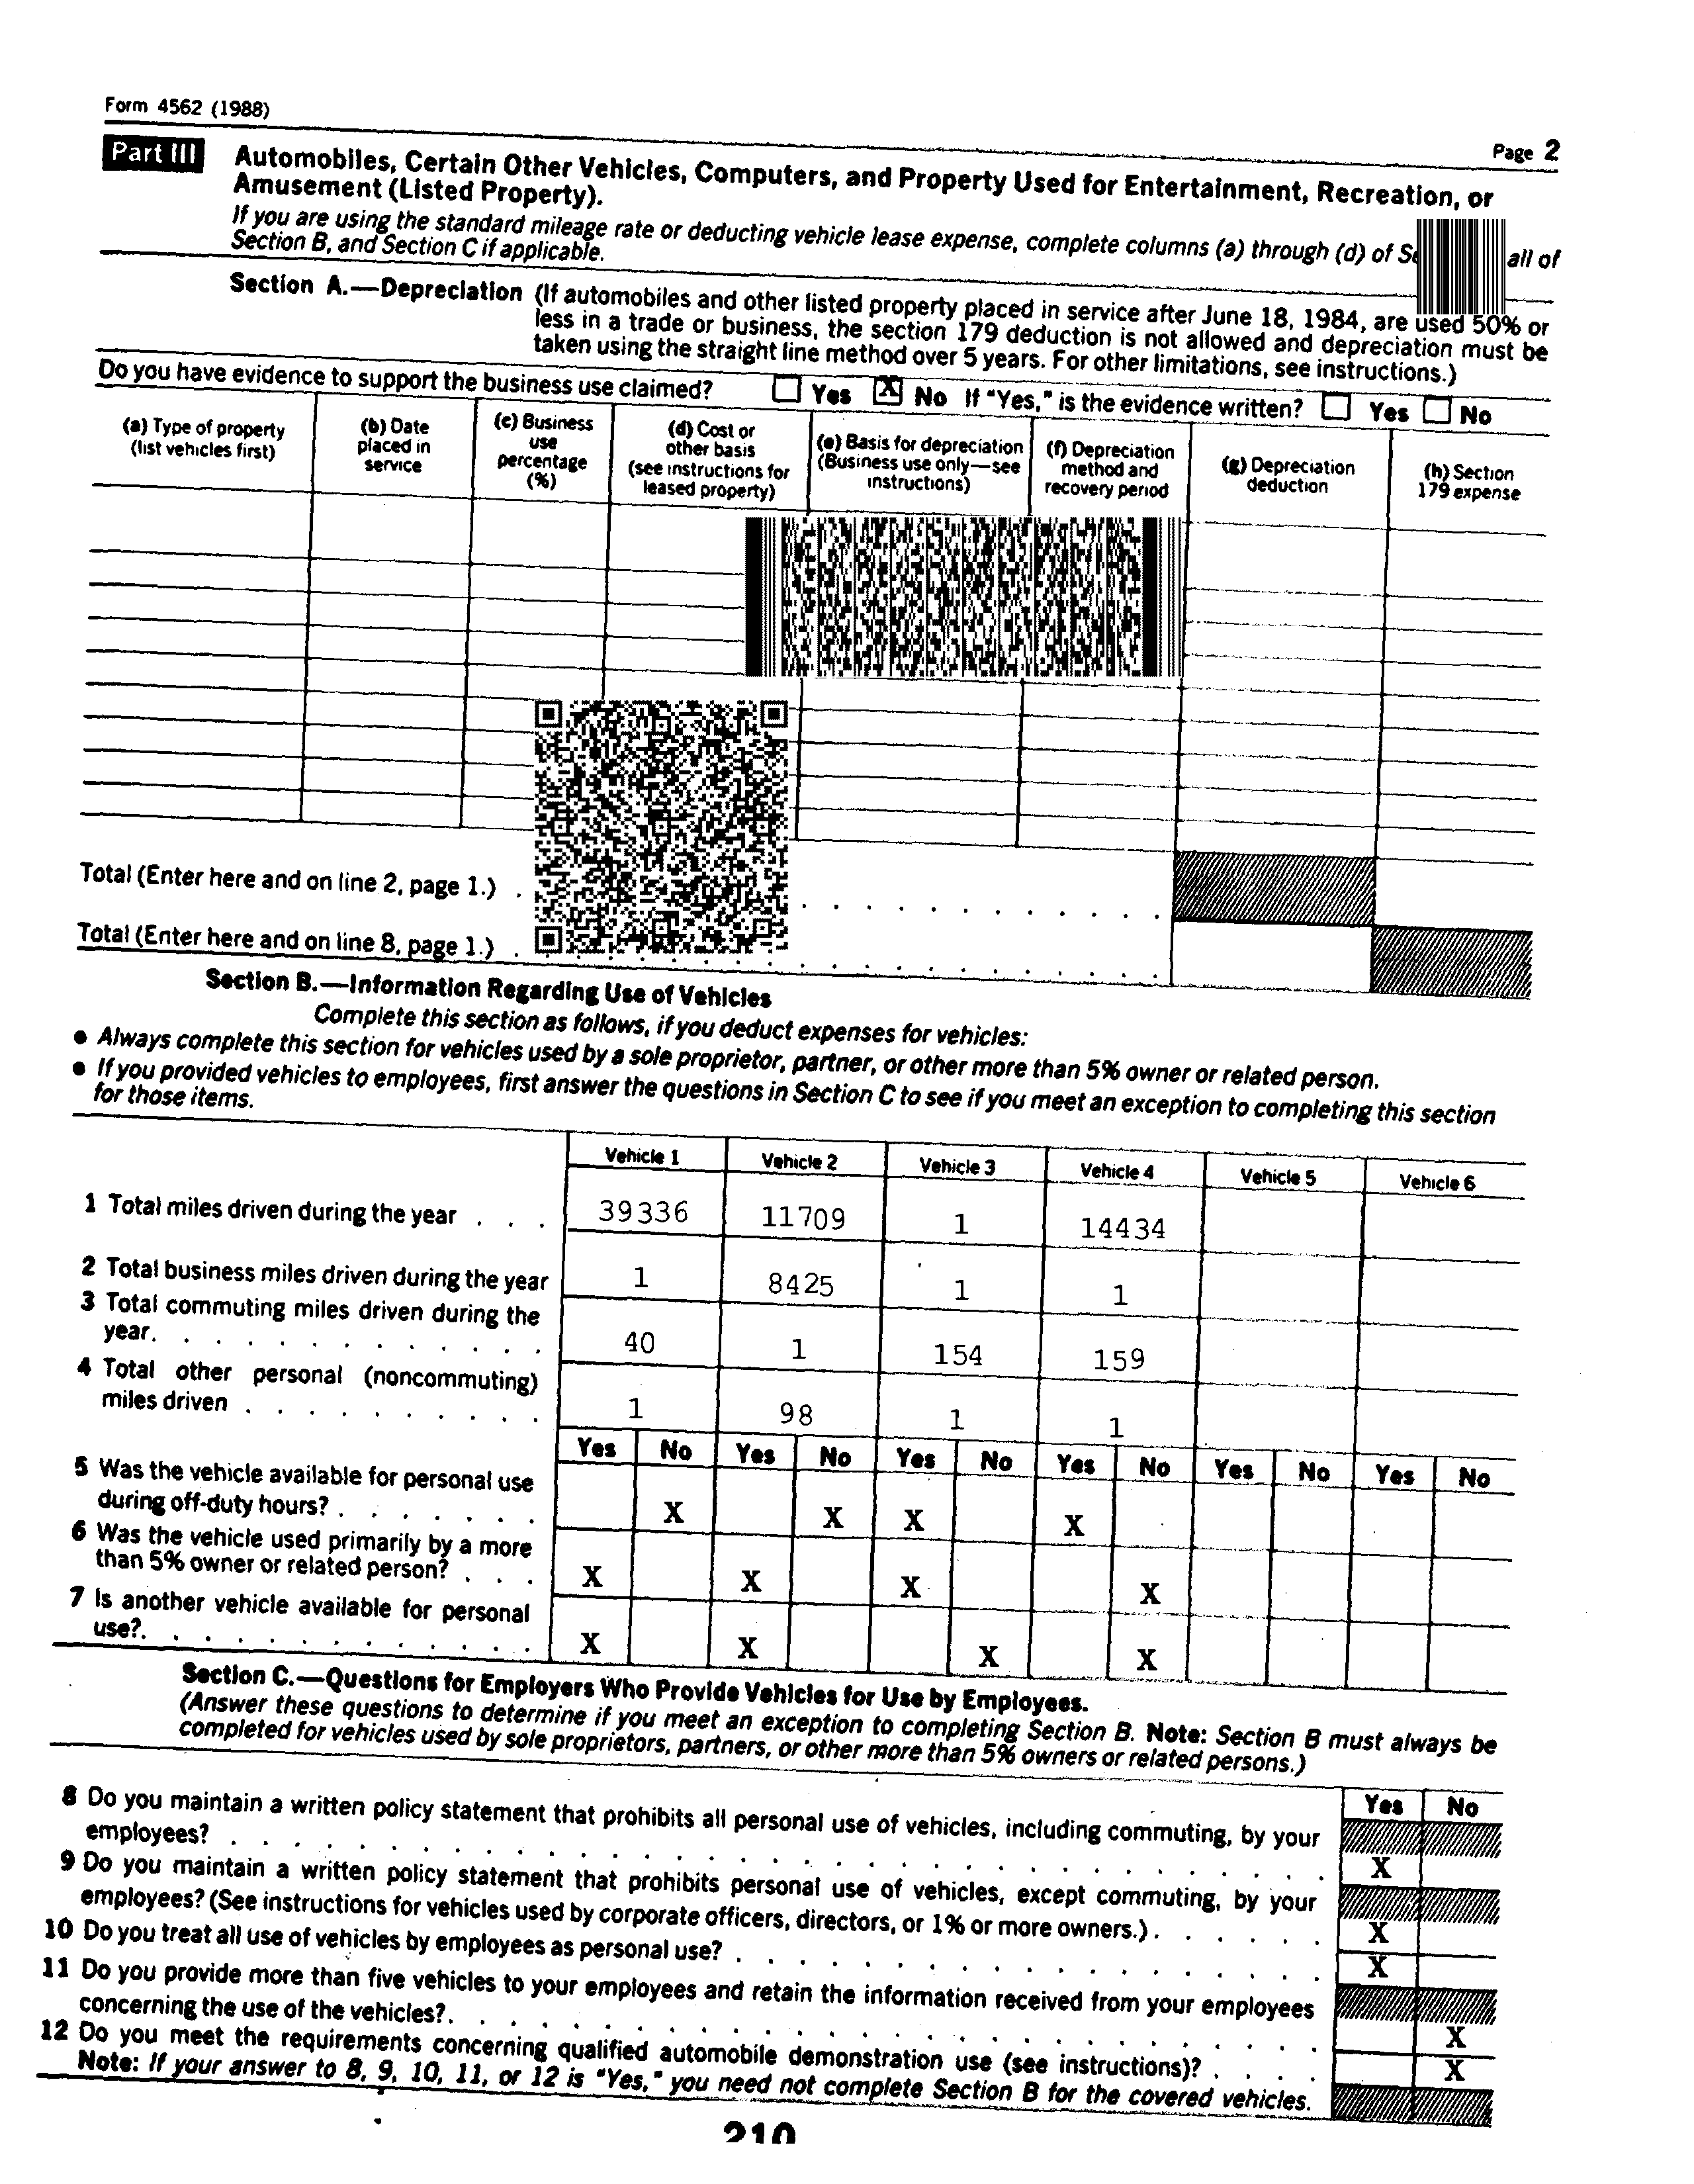 Form 4562 (1988)
Page 2
Part III Automobiles, Certain Other Vehicles, Computers, and Property Used for Entertainment, Recreation, or
Amusement (Listed Property).
If you are using the standard mileage rate or deducting vehicle lease expense, complete columns (a) through (d) of all of
Section B, and Section C if applicable.
Section A.—Depreciation (If automobiles and other listed property placed in service after June 18, 1984, are used 50% or
less in a trade or business, the section 179 deduction is not allowed and depreciation must be
taken using the straight line method over 5 years. For other limitations, see instructions.)
Do you have evidence to support the business use claimed? Yes X No If "Yes," is the evidence written? Yes No
(a) Type of property
(list vehicles first)
(b) Date
placed in
service
(c) Business
use
percentage
(%)
(d) Cost or
other basis
(see instructions for
leased property)
(e) Basis for depreciation
(Business use only—see
instructions)
(f) Depreciation
method and
recovery period
(g) Depreciation
deduction
(h) Section
179 expense
Total (Enter here and on line 2, page 1.)
Total (Enter here and on line 8, page 1.)
Section B.—Information Regarding Use of Vehicles
Complete this section as follows, if you deduct expenses for vehicles:
● Always complete this section for vehicles used by a sole proprietor, partner, or other more than 5% owner or related person.
● If you provided vehicles to employees, first answer the questions in Section C to see if you meet an exception to completing this section
for those items.
Vehicle 1 Vehicle 2 Vehicle 3 Vehicle 4 Vehicle 5 Vehicle 6
1 Total miles driven during the year . . . 39336 11709 1 14434
2 Total business miles driven during the year 1 8425 1 1
3 Total commuting miles driven during the
year. . . . . . . . . . . . . 40 1 154 159
4 Total other personal (noncommuting)
miles driven . . . . . . . . . . 1 98 1 1
Yes No Yes No Yes No Yes No Yes No Yes No
5 Was the vehicle available for personal use
during off-duty hours? . . . . . . . X X X X
6 Was the vehicle used primarily by a more
than 5% owner or related person? . . . X X X X
7 Is another vehicle available for personal
use?. . . . . . . . . . . . . X X X X
Section C.—Questions for Employers Who Provide Vehicles for Use by Employees.
(Answer these questions to determine if you meet an exception to completing Section B. Note: Section B must always be
completed for vehicles used by sole proprietors, partners, or other more than 5% owners or related persons.)
Yes No
8 Do you maintain a written policy statement that prohibits all personal use of vehicles, including commuting, by your
employees? X
9 Do you maintain a written policy statement that prohibits personal use of vehicles, except commuting, by your
employees? (See instructions for vehicles used by corporate officers, directors, or 1% or more owners.) . . . . . . X
10 Do you treat all use of vehicles by employees as personal use? X
11 Do you provide more than five vehicles to your employees and retain the information received from your employees
concerning the use of the vehicles?. X
12 Do you meet the requirements concerning qualified automobile demonstration use (see instructions)? . . . . X
Note: If your answer to 8, 9, 10, 11, or 12 is "Yes," you need not complete Section B for the covered vehicles.
210